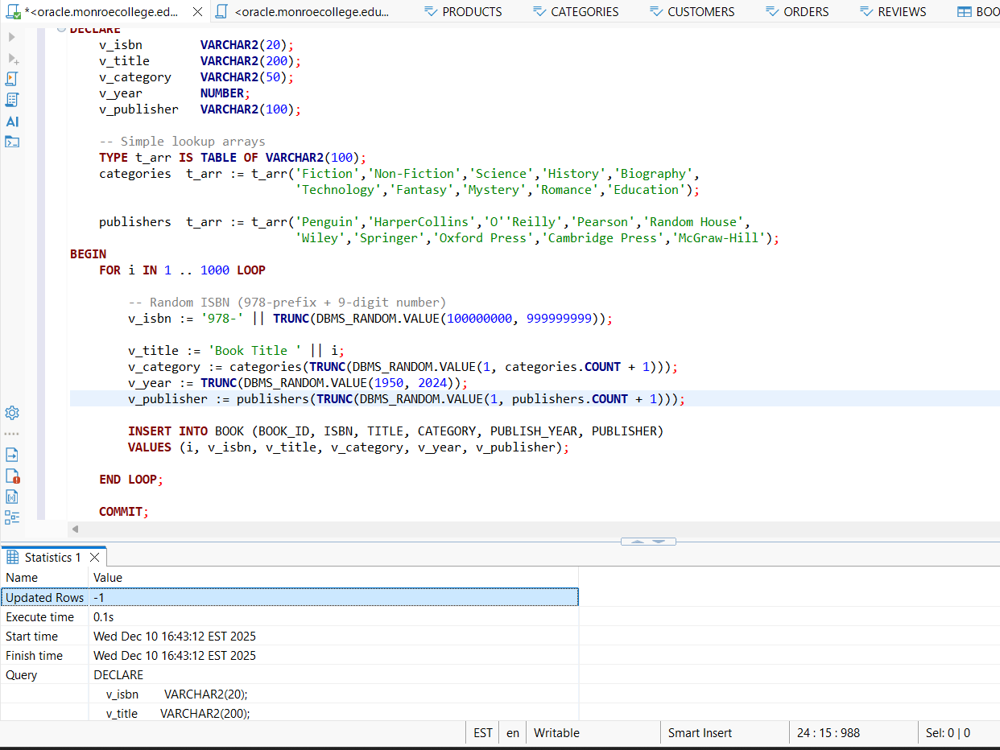 *<oracle.monroecollege.ed... <oracle.monroecollege.edu... PRODUCTS CATEGORIES CUSTOMERS ORDERS REVIEWS BOO
DECLARE
v_isbn VARCHAR2(20);
v_title VARCHAR2(200);
v_category VARCHAR2(50);
v_year NUMBER;
v_publisher VARCHAR2(100);
-- Simple lookup arrays
TYPE t_arr IS TABLE OF VARCHAR2(100);
categories t_arr := t_arr('Fiction','Non-Fiction','Science','History','Biography',
'Technology','Fantasy','Mystery','Romance','Education');
publishers t_arr := t_arr('Penguin','HarperCollins','O''Reilly','Pearson','Random House',
'Wiley','Springer','Oxford Press','Cambridge Press','McGraw-Hill');
BEGIN
FOR i IN 1 .. 1000 LOOP
-- Random ISBN (978-prefix + 9-digit number)
v_isbn := '978-' || TRUNC(DBMS_RANDOM.VALUE(100000000, 999999999));
v_title := 'Book Title ' || i;
v_category := categories(TRUNC(DBMS_RANDOM.VALUE(1, categories.COUNT + 1)));
v_year := TRUNC(DBMS_RANDOM.VALUE(1950, 2024));
v_publisher := publishers(TRUNC(DBMS_RANDOM.VALUE(1, publishers.COUNT + 1)));
INSERT INTO BOOK (BOOK_ID, ISBN, TITLE, CATEGORY, PUBLISH_YEAR, PUBLISHER)
VALUES (i, v_isbn, v_title, v_category, v_year, v_publisher);
END LOOP;
COMMIT;
AI
Statistics 1
Name Value
Updated Rows -1
Execute time 0.1s
Start time Wed Dec 10 16:43:12 EST 2025
Finish time Wed Dec 10 16:43:12 EST 2025
Query DECLARE
v_isbn VARCHAR2(20);
v_title VARCHAR2(200);
EST en Writable Smart Insert 24 : 15 : 988 Sel: 0 | 0